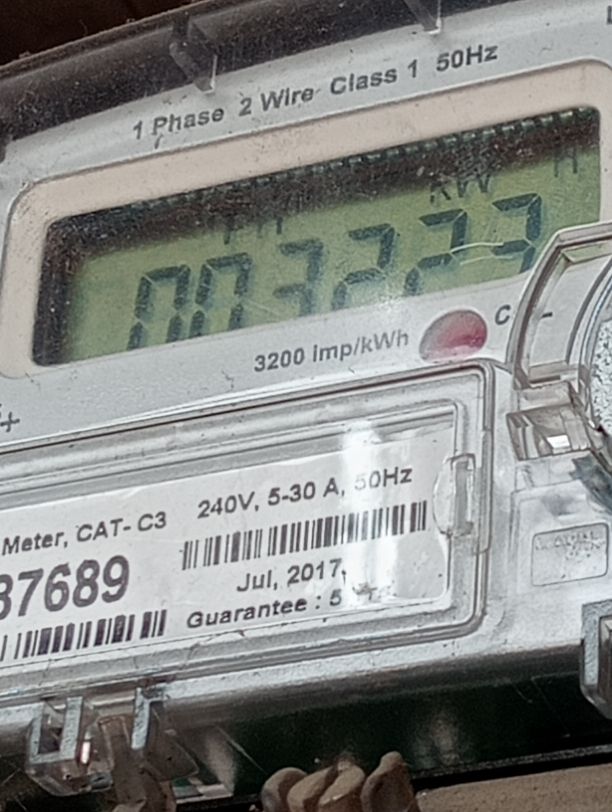 1 Phase 2 Wire Class 1 50Hz
kW H
003223
3200 imp/kWh
Meter, CAT- C3
240V, 5-30 A, 50Hz
37689
Jul, 2017
Guarantee : 5